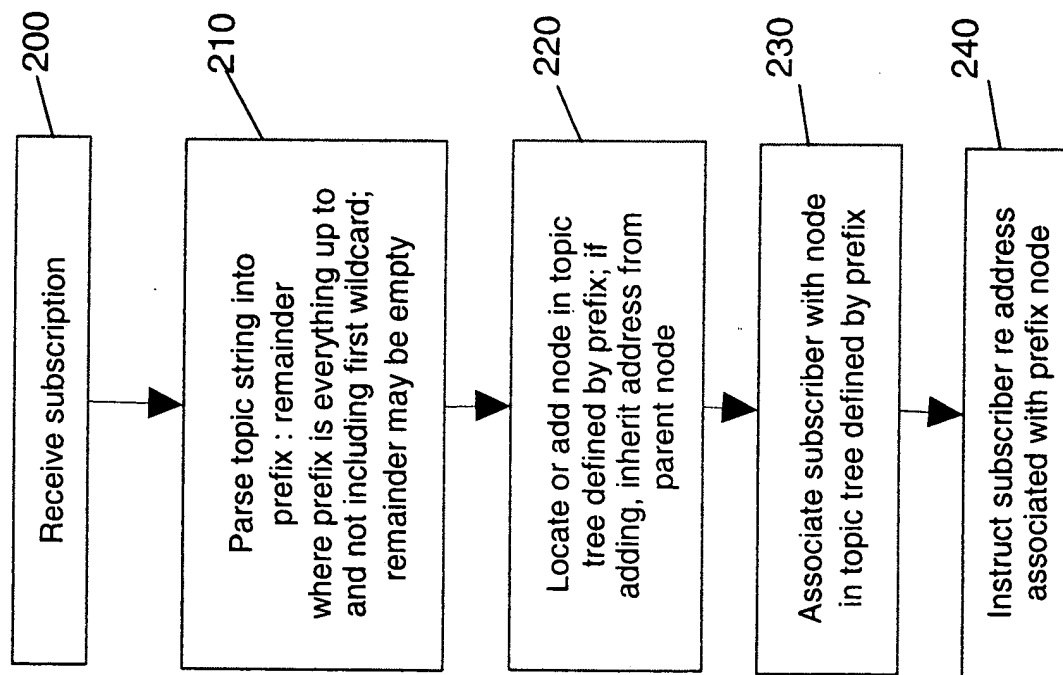 200
Receive subscription
210
Parse topic string into
prefix : remainder
where prefix is everything up to
and not including first wildcard;
remainder may be empty
220
Locate or add node in topic
tree defined by prefix; if
adding, inherit address from
parent node
230
Associate subscriber with node
in topic tree defined by prefix
240
Instruct subscriber re address
associated with prefix node